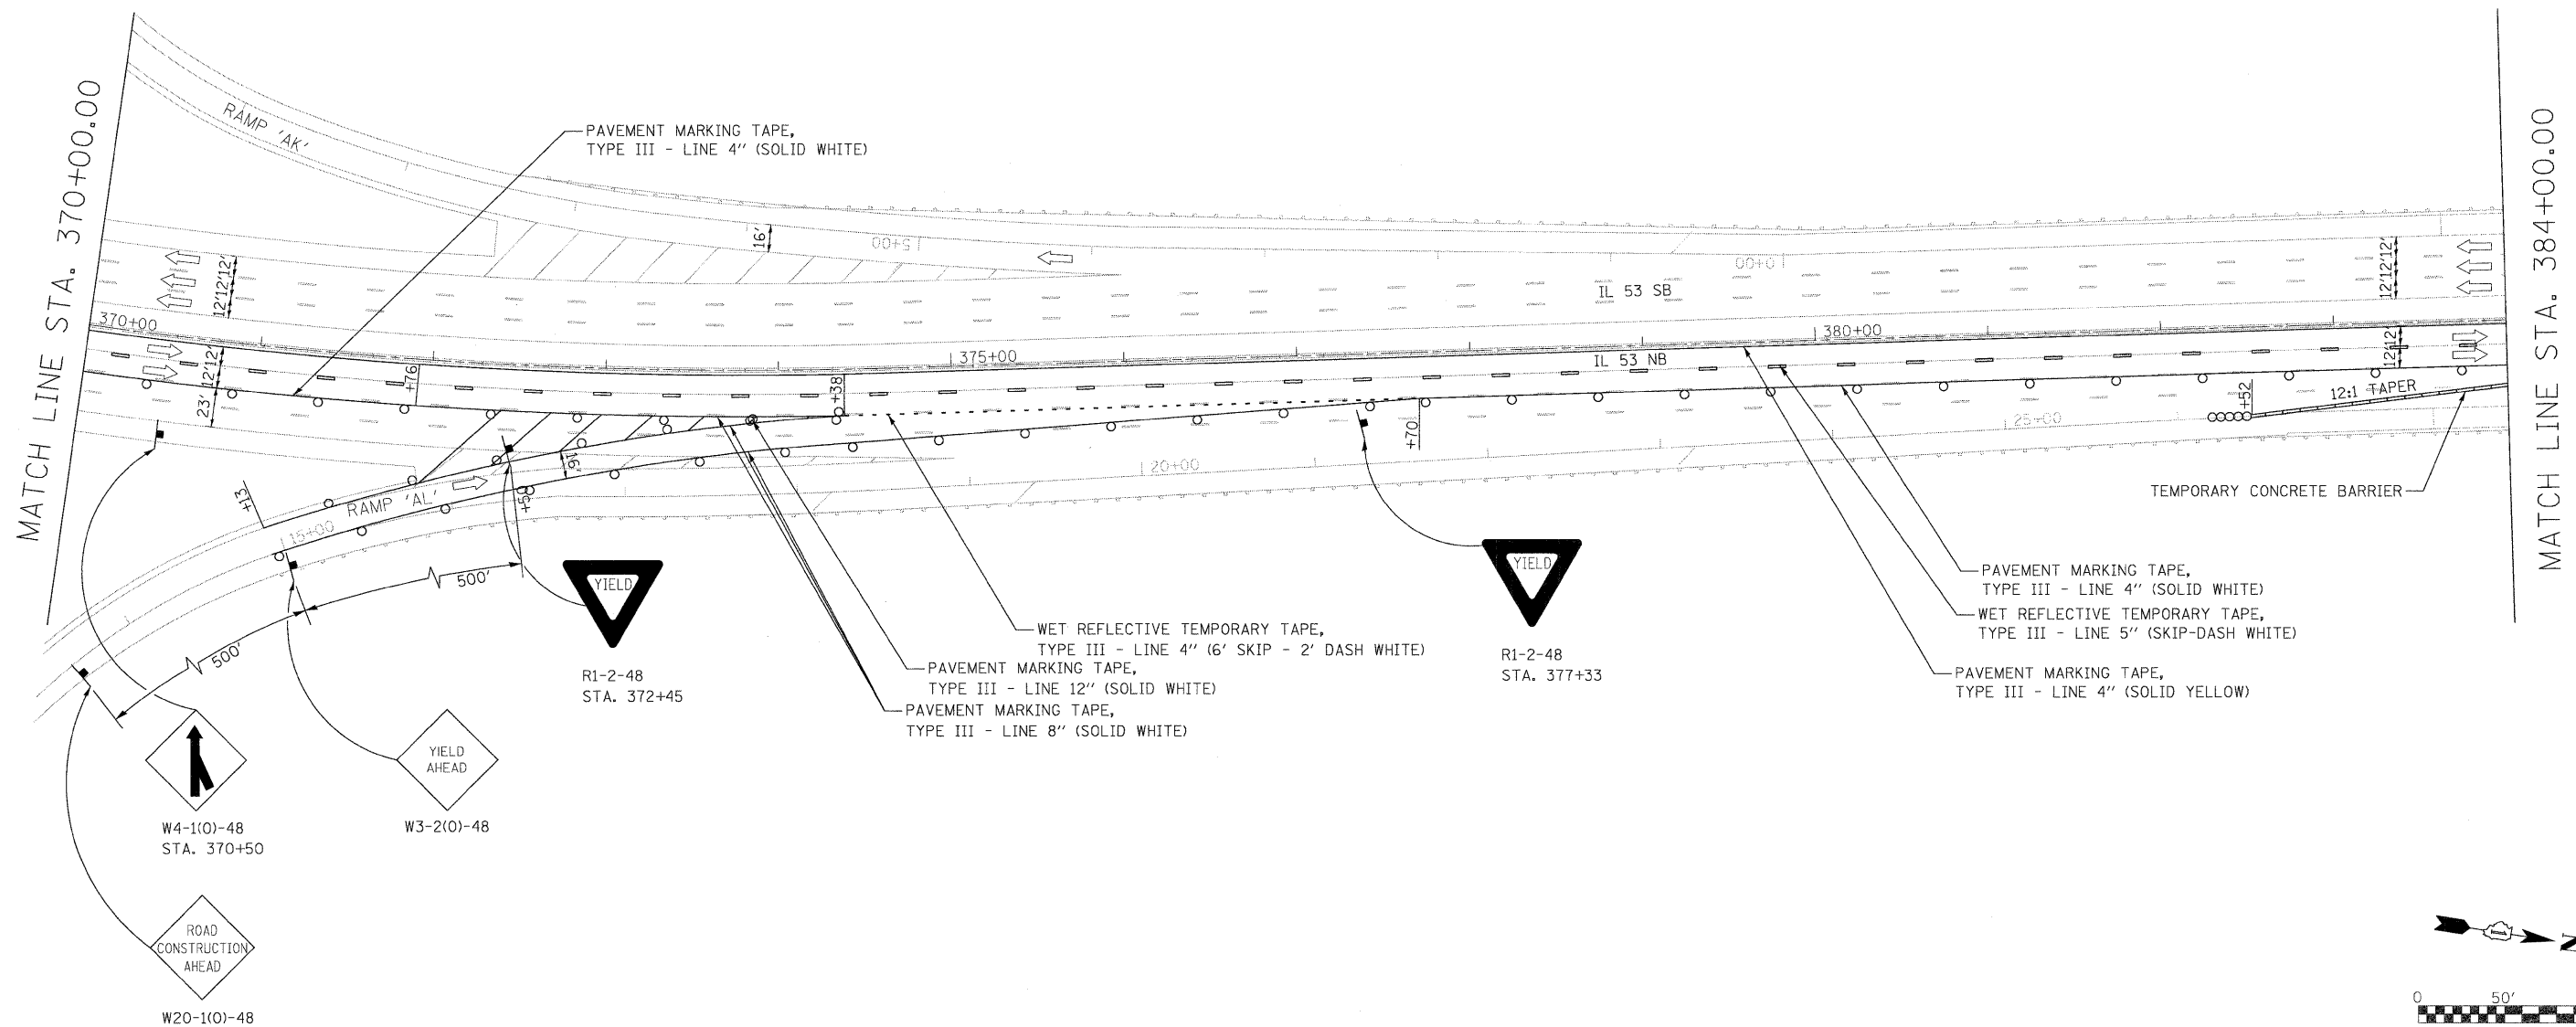 MATCH LINE STA. 370+00.00
RAMP 'AK'
PAVEMENT MARKING TAPE,
TYPE III - LINE 4" (SOLID WHITE)
16'
15+00
10+00
IL 53 SB
12'12'12'
12'12'12'
370+00
375+00
380+00
IL 53 NB
12'12'
12'12'
23'
+76
+38
+70
+52
12:1 TAPER
25+00
20+00
16'
+58
+13
RAMP 'AL'
15+00
500'
500'
TEMPORARY CONCRETE BARRIER
MATCH LINE STA. 384+00.00
YIELD
R1-2-48
STA. 372+45
YIELD
R1-2-48
STA. 377+33
WET REFLECTIVE TEMPORARY TAPE,
TYPE III - LINE 4" (6' SKIP - 2' DASH WHITE)
PAVEMENT MARKING TAPE,
TYPE III - LINE 12" (SOLID WHITE)
PAVEMENT MARKING TAPE,
TYPE III - LINE 8" (SOLID WHITE)
PAVEMENT MARKING TAPE,
TYPE III - LINE 4" (SOLID WHITE)
WET REFLECTIVE TEMPORARY TAPE,
TYPE III - LINE 5" (SKIP-DASH WHITE)
PAVEMENT MARKING TAPE,
TYPE III - LINE 4" (SOLID YELLOW)
W4-1(O)-48
STA. 370+50
YIELD
AHEAD
W3-2(O)-48
ROAD
CONSTRUCTION
AHEAD
W20-1(O)-48
N
0 50'